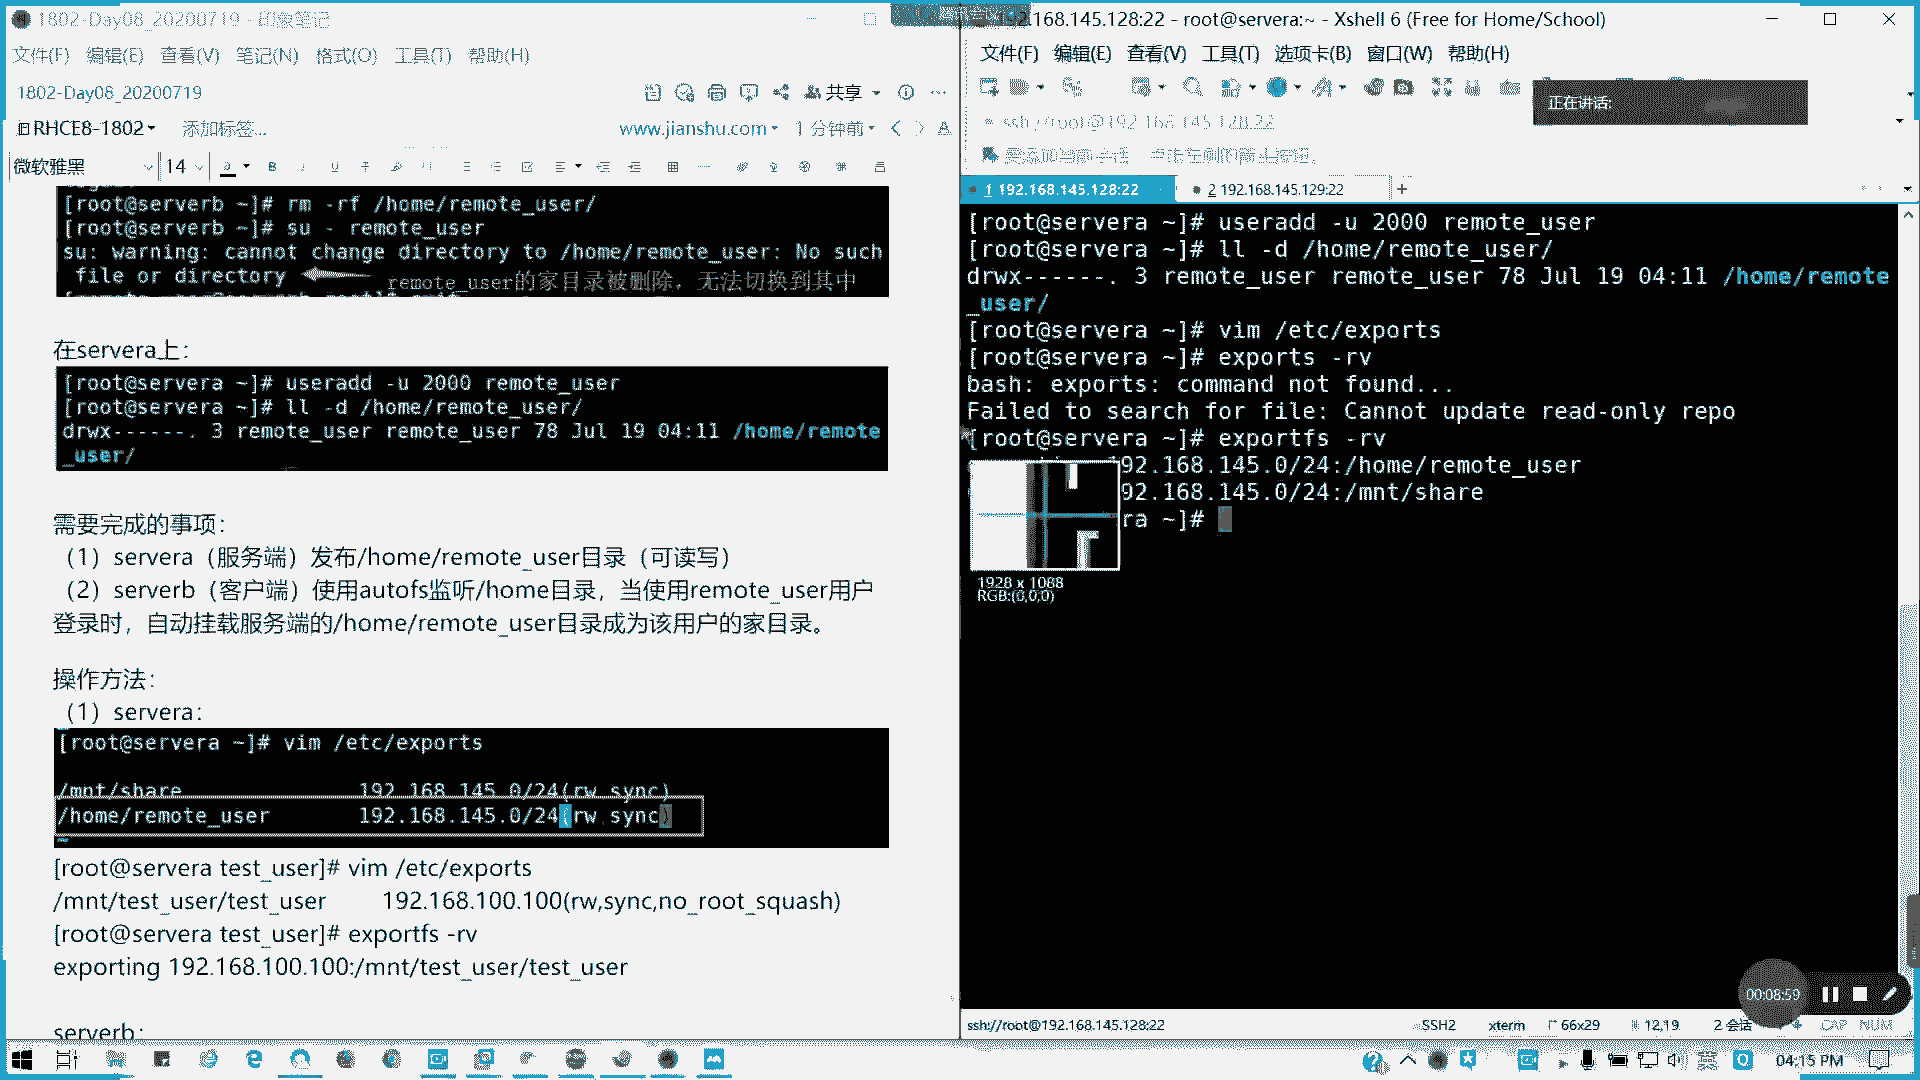 1802-Day08_20200719 - 印象笔记
文件(F) 编辑(E) 查看(V) 笔记(N) 格式(O) 工具(T) 帮助(H)
1802-Day08_20200719
共享
RHCE8-1802
添加标签...
www.jianshu.com
1 分钟前
微软雅黑
14
[root@serverb ~]# rm -rf /home/remote_user/
[root@serverb ~]# su - remote_user
su: warning: cannot change directory to /home/remote_user: No such
file or directory
remote_user的家目录被删除，无法切换到其中
在servera上：
[root@servera ~]# useradd -u 2000 remote_user
[root@servera ~]# ll -d /home/remote_user/
drwx------. 3 remote_user remote_user 78 Jul 19 04:11 /home/remote
_user/
需要完成的事项：
（1）servera（服务端）发布/home/remote_user目录（可读写）
（2）serverb（客户端）使用autofs监听/home目录，当使用remote_user用户
登录时，自动挂载服务端的/home/remote_user目录成为该用户的家目录。
操作方法：
（1）servera：
[root@servera ~]# vim /etc/exports
/mnt/share 192.168.145.0/24(rw,sync)
/home/remote_user 192.168.145.0/24(rw,sync)
[root@servera test_user]# vim /etc/exports
/mnt/test_user/test_user 192.168.100.100(rw,sync,no_root_squash)
[root@servera test_user]# exportfs -rv
exporting 192.168.100.100:/mnt/test_user/test_user
serverb：
2.168.145.128:22 - root@servera:~ - Xshell 6 (Free for Home/School)
文件(F) 编辑(E) 查看(V) 工具(T) 选项卡(B) 窗口(W) 帮助(H)
正在讲话:
ssh://root@192.168.145.128:22
要添加当前会话，点击左侧的箭头按钮。
1 192.168.145.128:22
2 192.168.145.129:22
[root@servera ~]# useradd -u 2000 remote_user
[root@servera ~]# ll -d /home/remote_user/
drwx------. 3 remote_user remote_user 78 Jul 19 04:11 /home/remote
_user/
[root@servera ~]# vim /etc/exports
[root@servera ~]# exports -rv
bash: exports: command not found...
Failed to search for file: Cannot update read-only repo
[root@servera ~]# exportfs -rv
192.168.145.0/24:/home/remote_user
92.168.145.0/24:/mnt/share
ra ~]#
1928 x 1088
RGB:(0,0,0)
00:08:59
ssh://root@192.168.145.128:22
SSH2
xterm
66x29
12,19
2 会话
CAP NUM
英
04:15 PM